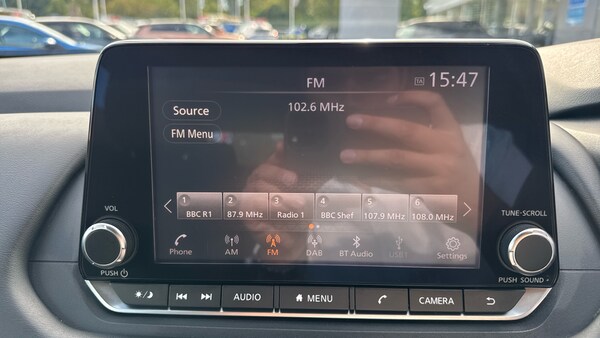 FM
TA 15:47
Source
102.6 MHz
FM Menu
1 2 3 4 5 6
BBC R1 87.9 MHz Radio 1 BBC Shef 107.9 MHz 108.0 MHz
Phone AM FM DAB BT Audio USB1 Settings
VOL
PUSH
TUNE·SCROLL
PUSH SOUND
AUDIO MENU CAMERA